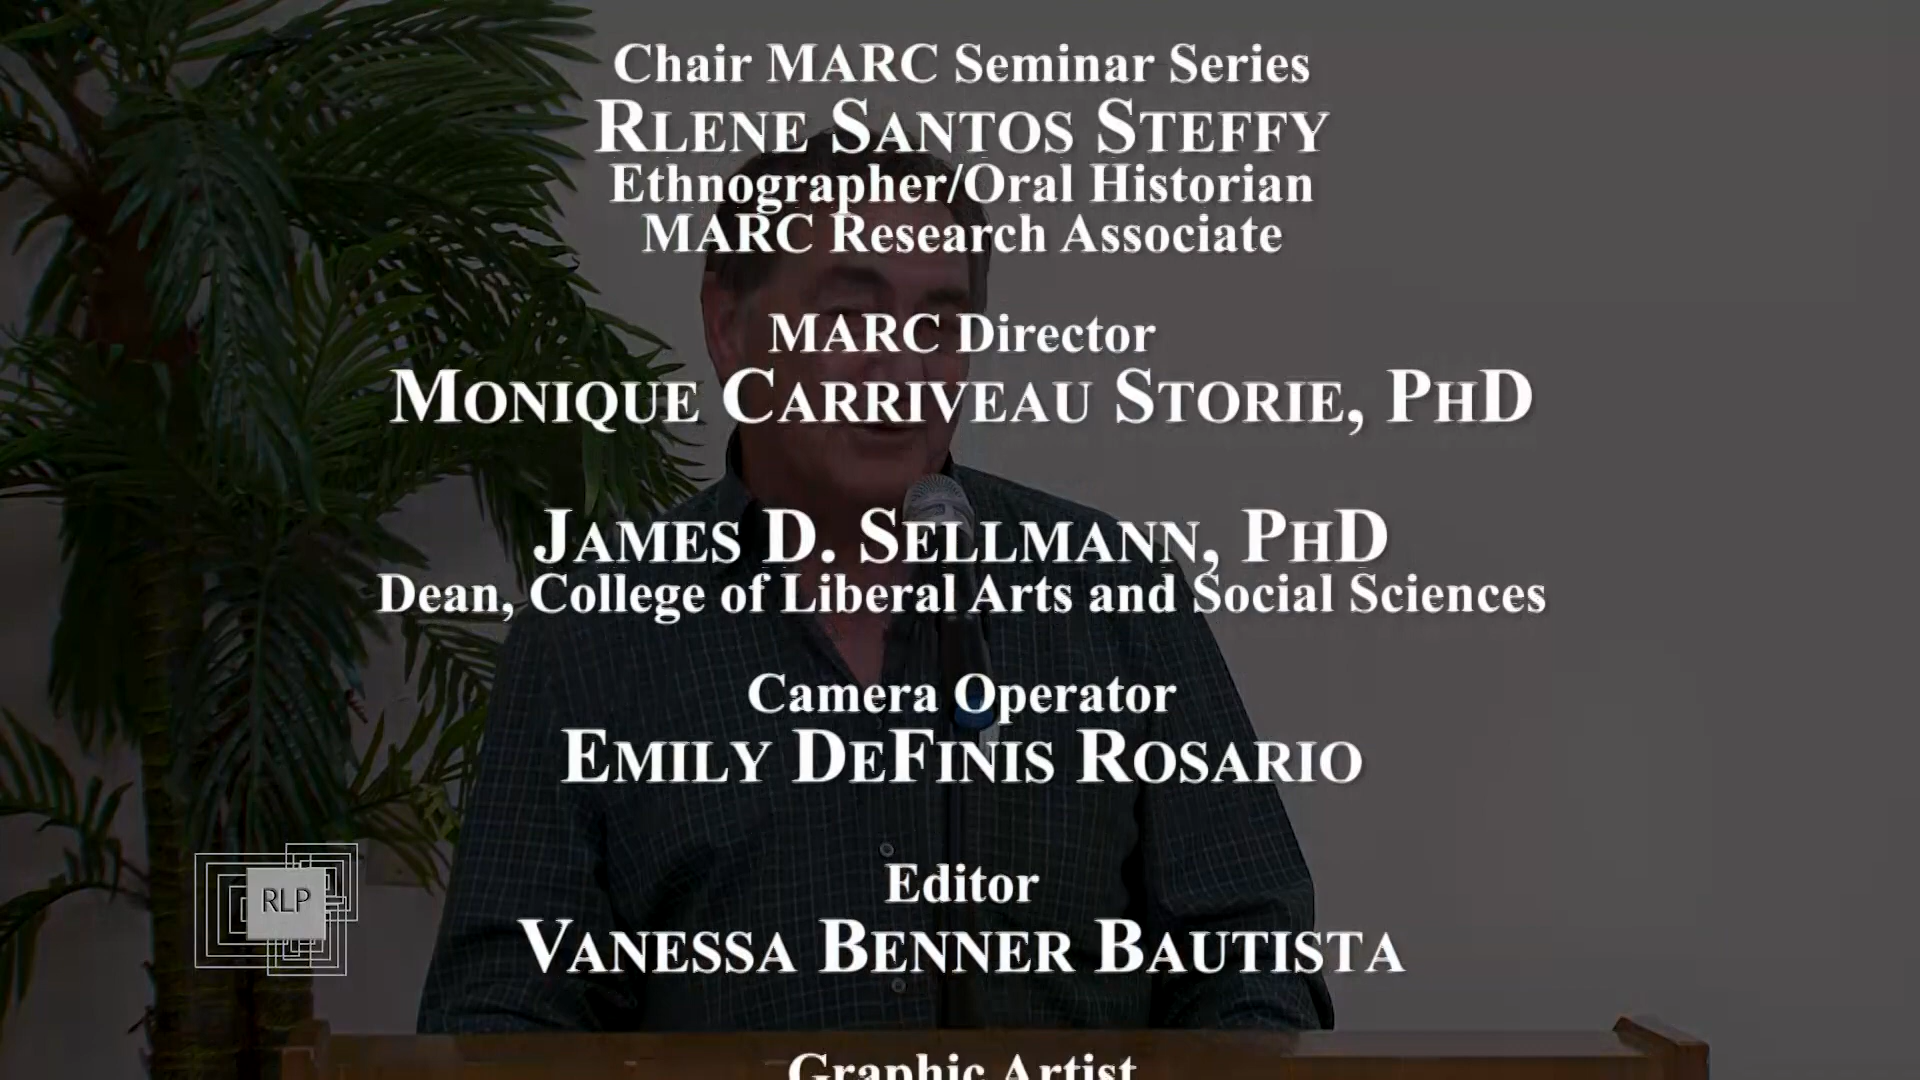 Chair MARC Seminar Series
RLENE SANTOS STEFFY
Ethnographer/Oral Historian
MARC Research Associate
MARC Director
MONIQUE CARRIVEAU STORIE, PHD
JAMES D. SELLMANN, PHD
Dean, College of Liberal Arts and Social Sciences
Camera Operator
EMILY DEFINIS ROSARIO
Editor
VANESSA BENNER BAUTISTA
RLP
Graphic Artist